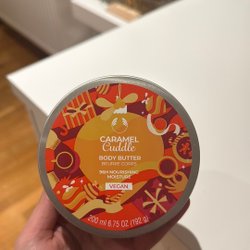 CARAMEL
Cuddle
BODY BUTTER
BEURRE CORPS
96H NOURISHING
MOISTURE
VEGAN
200 ml 6.75 OZ (192 g)